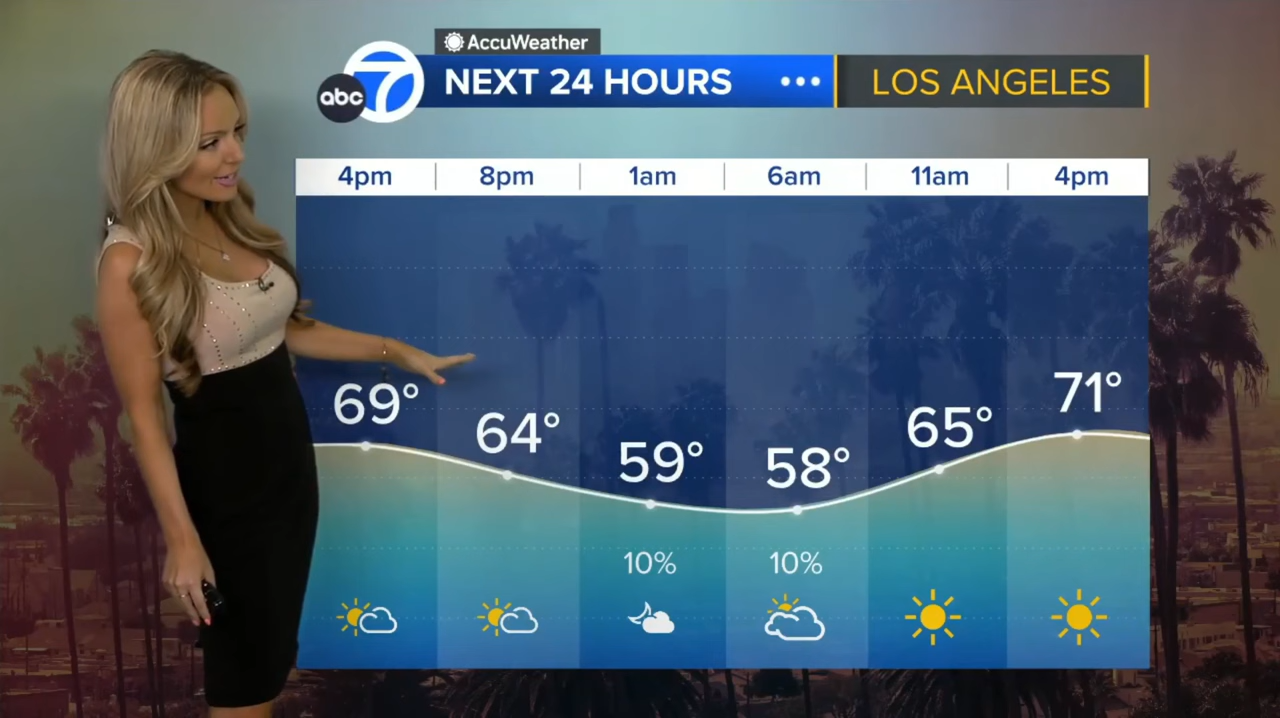 AccuWeather
abc 7 NEXT 24 HOURS ••• LOS ANGELES
4pm 8pm 1am 6am 11am 4pm
69° 64° 59° 58° 65° 71°
10% 10%